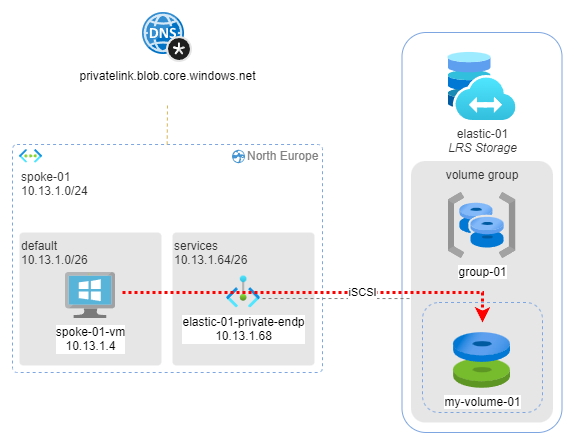 DNS
*
privatelink.blob.core.windows.net
elastic-01
LRS Storage
North Europe
spoke-01
10.13.1.0/24
volume group
default
10.13.1.0/26
services
10.13.1.64/26
group-01
iSCSI
spoke-01-vm
10.13.1.4
elastic-01-private-endp
10.13.1.68
my-volume-01